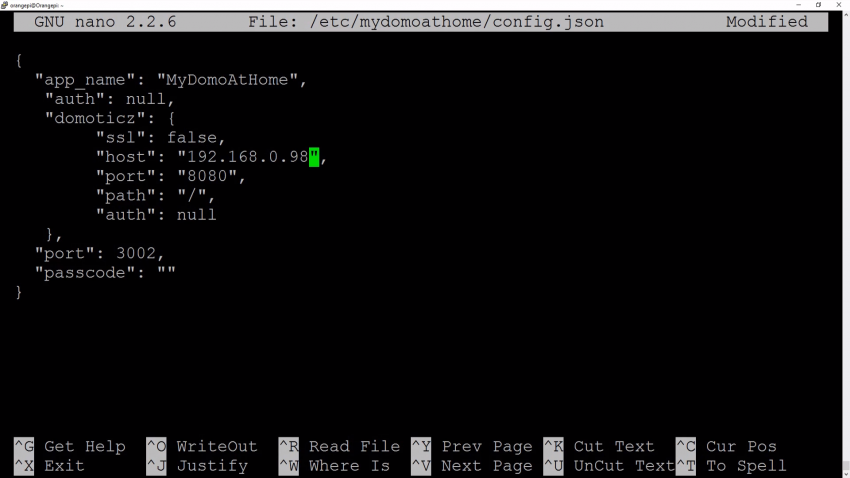 orangepi@Orangepi: ~
GNU nano 2.2.6 File: /etc/mydomoathome/config.json Modified
{
"app_name": "MyDomoAtHome",
"auth": null,
"domoticz": {
"ssl": false,
"host": "192.168.0.98",
"port": "8080",
"path": "/",
"auth": null
},
"port": 3002,
"passcode": ""
}
^G Get Help ^O WriteOut ^R Read File ^Y Prev Page ^K Cut Text ^C Cur Pos
^X Exit ^J Justify ^W Where Is ^V Next Page ^U UnCut Text ^T To Spell